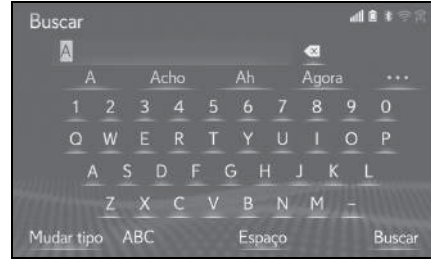 Buscar
A
A Acho Ah Agora ...
1 2 3 4 5 6 7 8 9 0
Q W E R T Y U I O P
A S D F G H J K L
Z X C V B N M -
Mudar tipo ABC Espaço Buscar